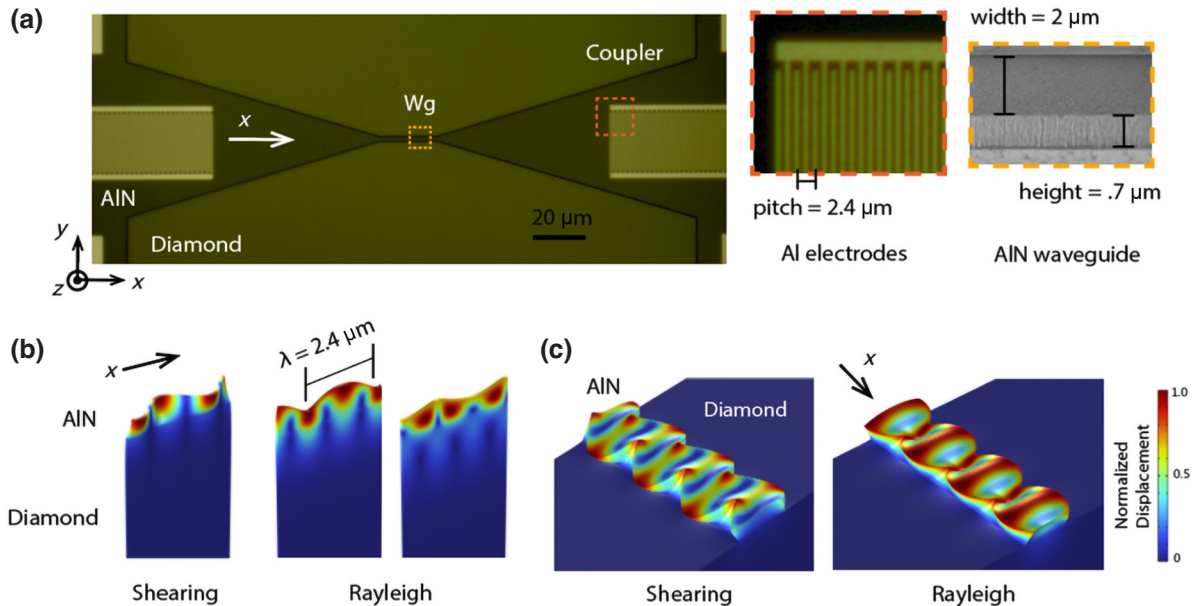 (a)
Coupler
Wg
x
AlN
Diamond
20 µm
y
z
x
pitch = 2.4 µm
Al electrodes
width = 2 µm
height = .7 µm
AlN waveguide
(b)
x
λ = 2.4 µm
AlN
Diamond
Shearing
Rayleigh
(c)
AlN
Diamond
x
Shearing
Rayleigh
1.0
0.5
0
Normalized
Displacement